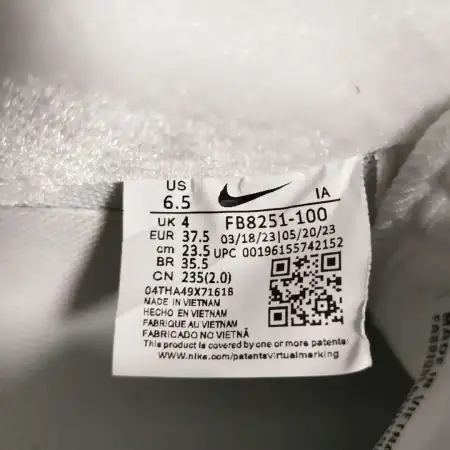 US
6.5
IA
UK 4
FB8251-100
EUR 37.5
03/18/23|05/20/23
cm 23.5
UPC 00196155742152
BR 35.5
CN 235(2.0)
04THA49X7161B
MADE IN VIETNAM
HECHO EN VIETNAM
FABRIQUE AU VIETNAM
FABRICADO NO VIETNÃ
This product is covered by one or more patents:
www.nike.com/patentsvirtualmarking